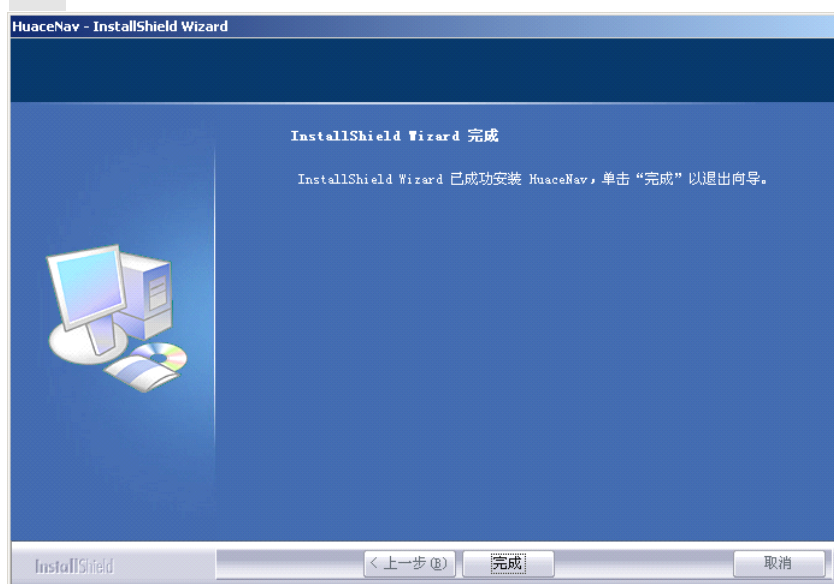 HuaceNav - InstallShield Wizard
InstallShield Wizard 完成
InstallShield Wizard 已成功安装 HuaceNav，单击“完成”以退出向导。
InstallShield
< 上一步(B)
完成
取消